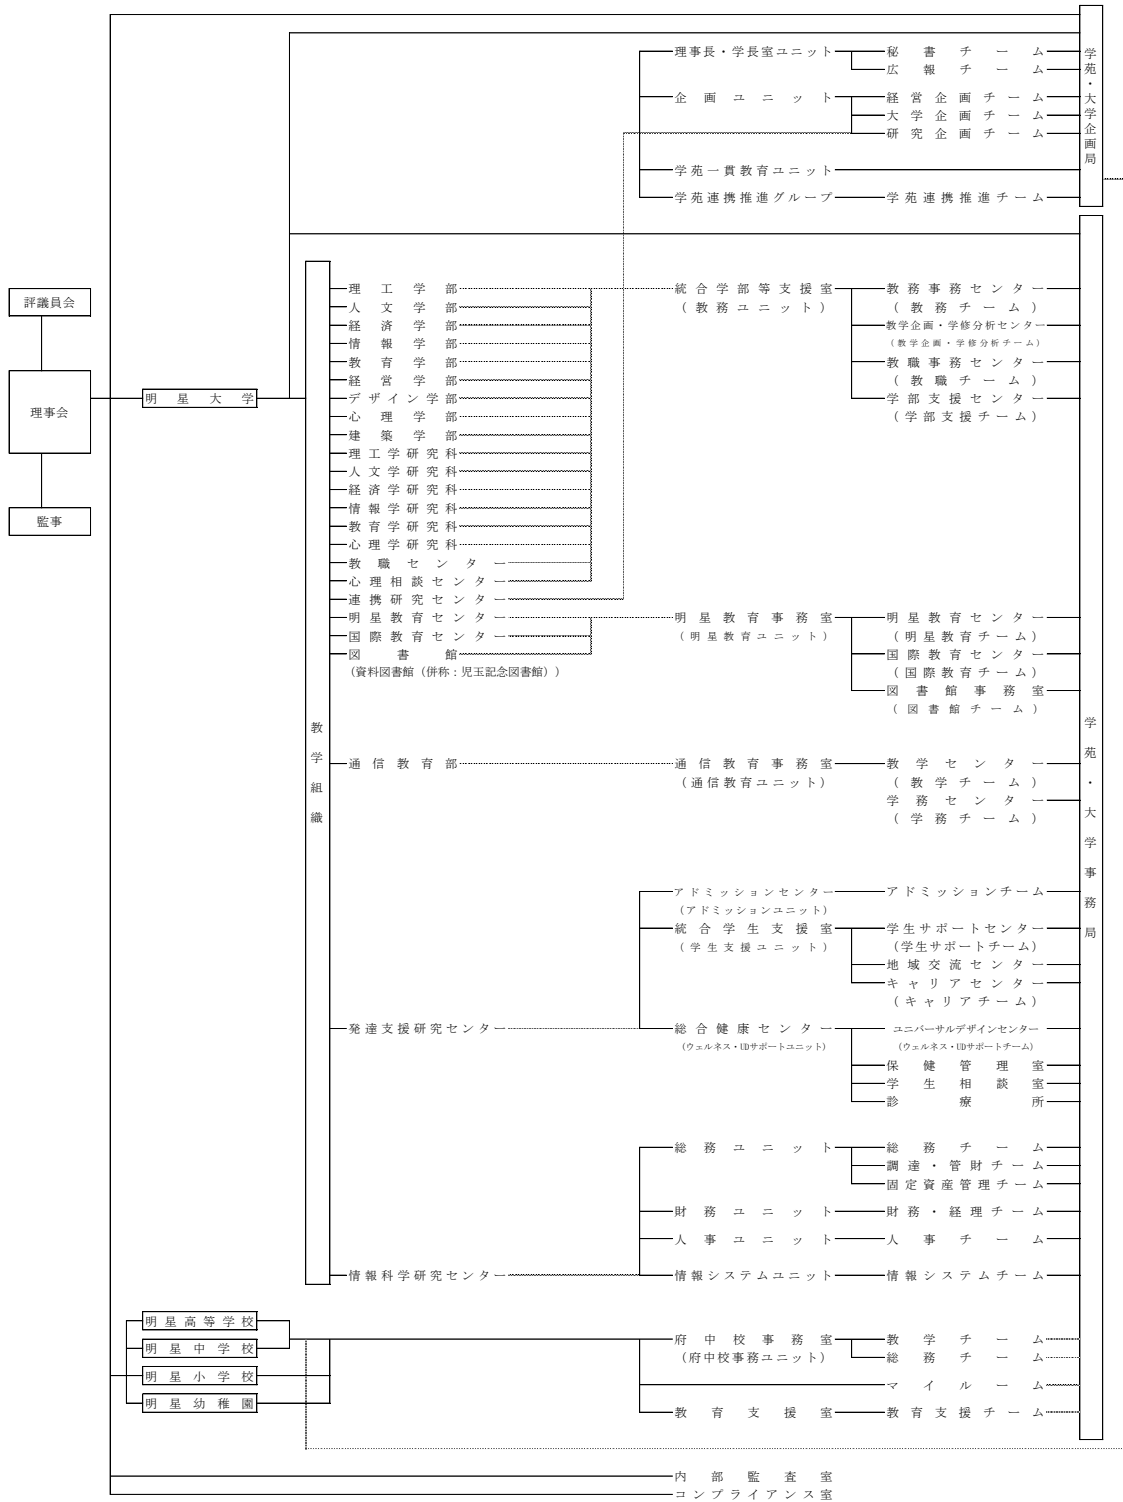 理事長・学長室ユニット 秘書チーム
広報チーム
企画ユニット 経営企画チーム
大学企画チーム
研究企画チーム
学苑一貫教育ユニット
学苑連携推進グループ 学苑連携推進チーム
学苑・大学企画局
評議員会
理事会
監事
明星大学
教学組織
理工学部 統合学部等支援室 教務事務センター
人文学部 (教務ユニット) (教務チーム)
経済学部 教学企画・学修分析センター
情報学部 (教学企画・学修分析チーム)
教育学部 教職事務センター
経営学部 (教職チーム)
デザイン学部 学部支援センター
心理学部 (学部支援チーム)
建築学部
理工学研究科
人文学研究科
経済学研究科
情報学研究科
教育学研究科
心理学研究科
教職センター
心理相談センター
連携研究センター
明星教育センター 明星教育事務室 明星教育センター
国際教育センター (明星教育ユニット) (明星教育チーム)
図書館 国際教育センター
(資料図書館(併称:児玉記念図書館)) (国際教育チーム)
図書館事務室
(図書館チーム)
通信教育部 通信教育事務室 教学センター
(通信教育ユニット) (教学チーム)
学務センター
(学務チーム)
学苑・大学事務局
アドミッションセンター アドミッションチーム
(アドミッションユニット)
統合学生支援室 学生サポートセンター
(学生支援ユニット) (学生サポートチーム)
地域交流センター
キャリアセンター
(キャリアチーム)
発達支援研究センター 総合健康センター ユニバーサルデザインセンター
(ウェルネス・UDサポートユニット) (ウェルネス・UDサポートチーム)
保健管理室
学生相談室
診療所
総務ユニット 総務チーム
調達・管財チーム
固定資産管理チーム
財務ユニット 財務・経理チーム
人事ユニット 人事チーム
情報科学研究センター 情報システムユニット 情報システムチーム
明星高等学校
明星中学校
明星小学校
明星幼稚園
府中校事務室 教学チーム
(府中校事務ユニット) 総務チーム
マイルーム
教育支援室 教育支援チーム
内部監査室
コンプライアンス室